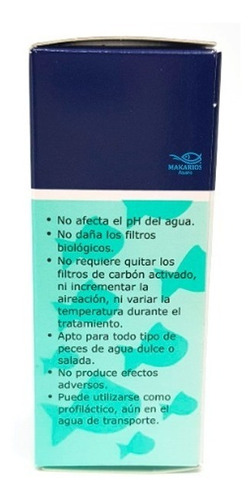 MAKARIOS
• No afecta el pH del agua.
• No daña los filtros
biológicos.
• No requiere quitar los
filtros de carbón activado,
ni incrementar la
aireación, ni variar la
temperatura durante el
tratamiento.
• Apto para todo tipo de
peces de agua dulce o
salada.
• No produce efectos
adversos.
• Puede utilizarse como
profiláctico, aún en el
agua de transporte.